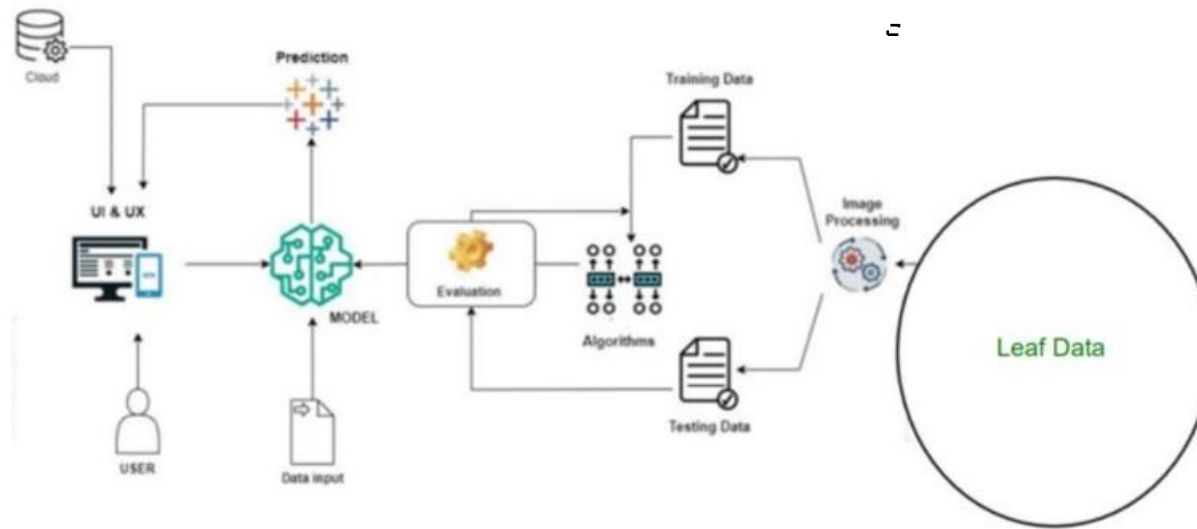 Cloud
Prediction
Training Data
UI & UX
Image
Processing
Evaluation
MODEL
Algorithms
Leaf Data
Testing Data
USER
Data input